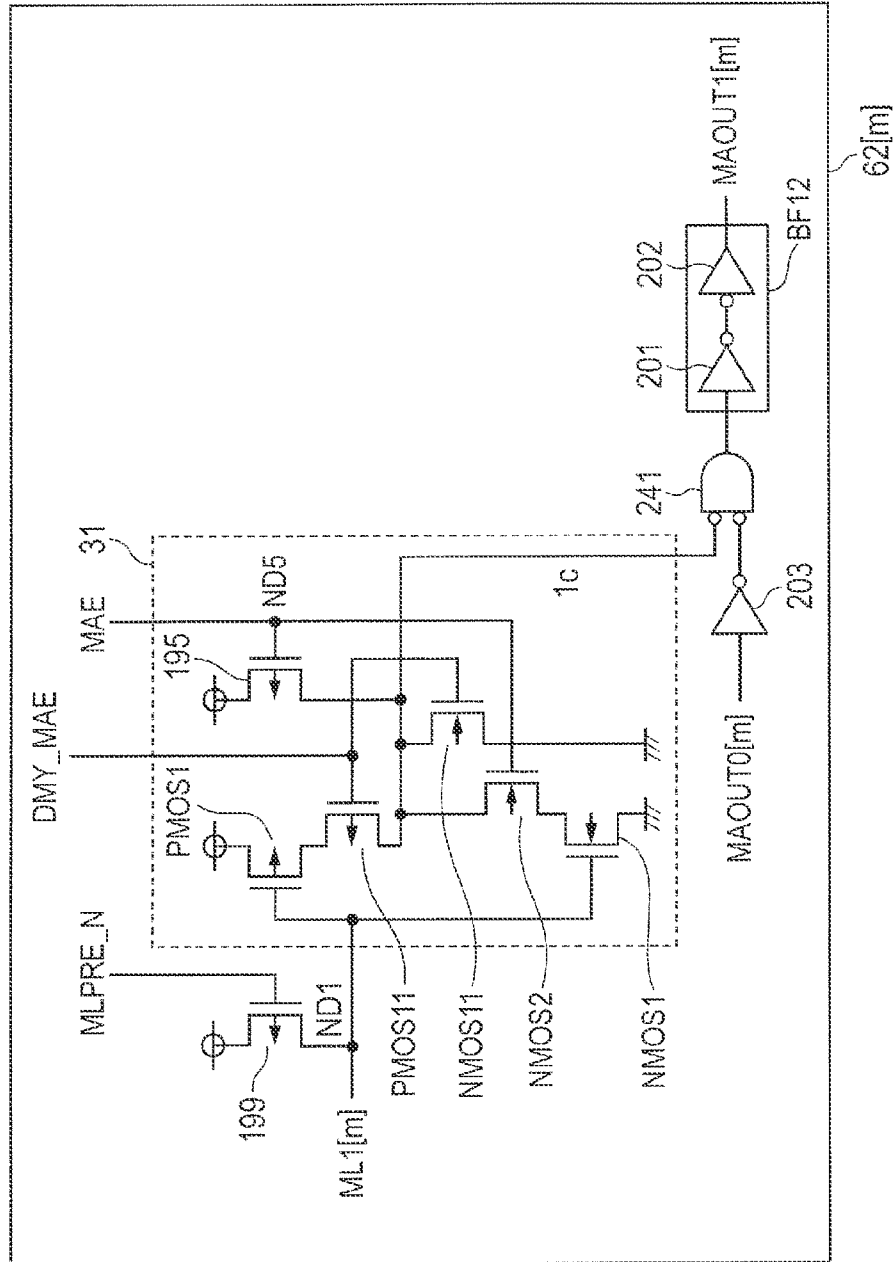 MLPRE_N
DMY_MAE
MAE
31
PMOS1
195
ND5
199
ND1
ML1[m]
PMOS11
NMOS11
NMOS2
NMOS1
1c
MAOUT0[m]
203
241
201
202
BF12
MAOUT1[m]
62[m]